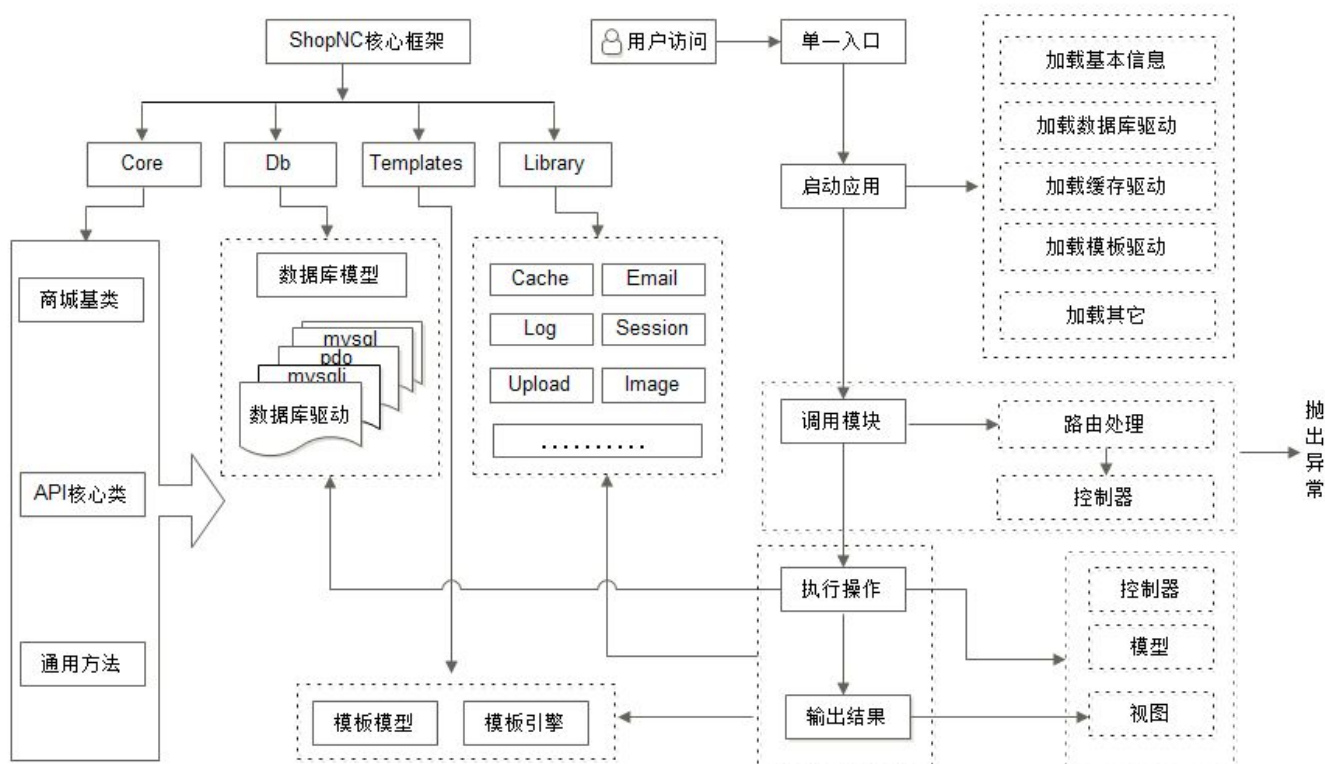 ShopNC核心框架
用户访问
单一入口
加载基本信息
加载数据库驱动
加载缓存驱动
加载模板驱动
加载其它
Core
Db
Templates
Library
启动应用
商城基类
API核心类
通用方法
数据库模型
mysql
pdo
mysqli
数据库驱动
Cache
Email
Log
Session
Upload
Image
..........
调用模块
路由处理
控制器
抛出异常
执行操作
控制器
模型
视图
输出结果
模板模型
模板引擎